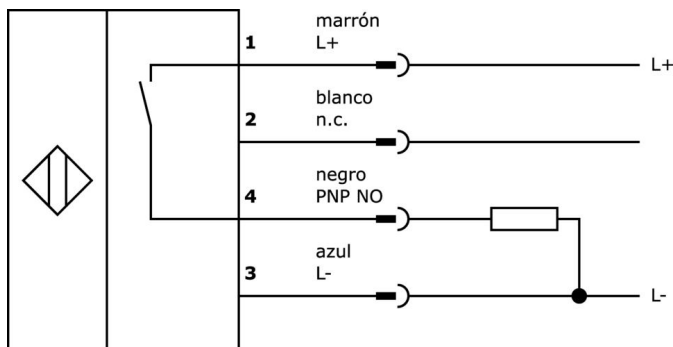 marrón
1 L+
L+
blanco
2 n.c.
negro
4 PNP NO
azul
3 L-
L-